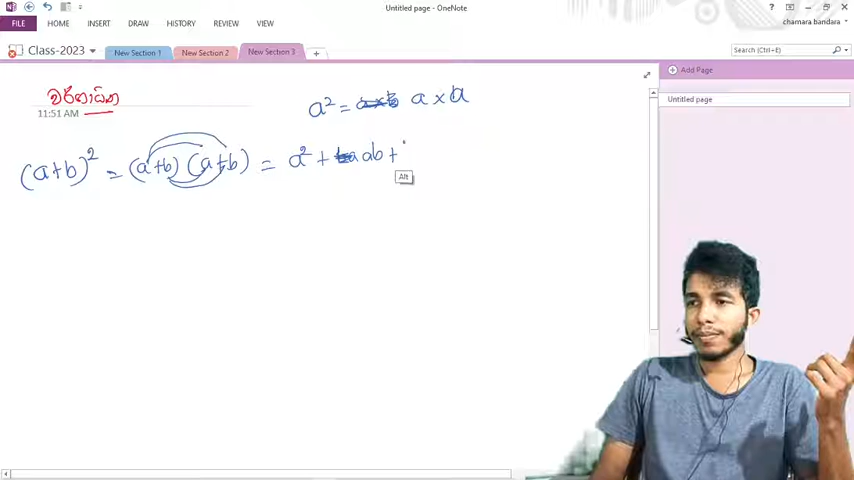 Untitled page - OneNote
FILE HOME INSERT DRAW HISTORY REVIEW VIEW
chamara bandara
Class-2023 New Section 1 New Section 2 New Section 3 +
Search (Ctrl+E)
Add Page
Untitled page
වර්ගායිත
11:51 AM
a² = a × a
(a+b)² = (a+b) (a+b) = a² + ab +
Alt